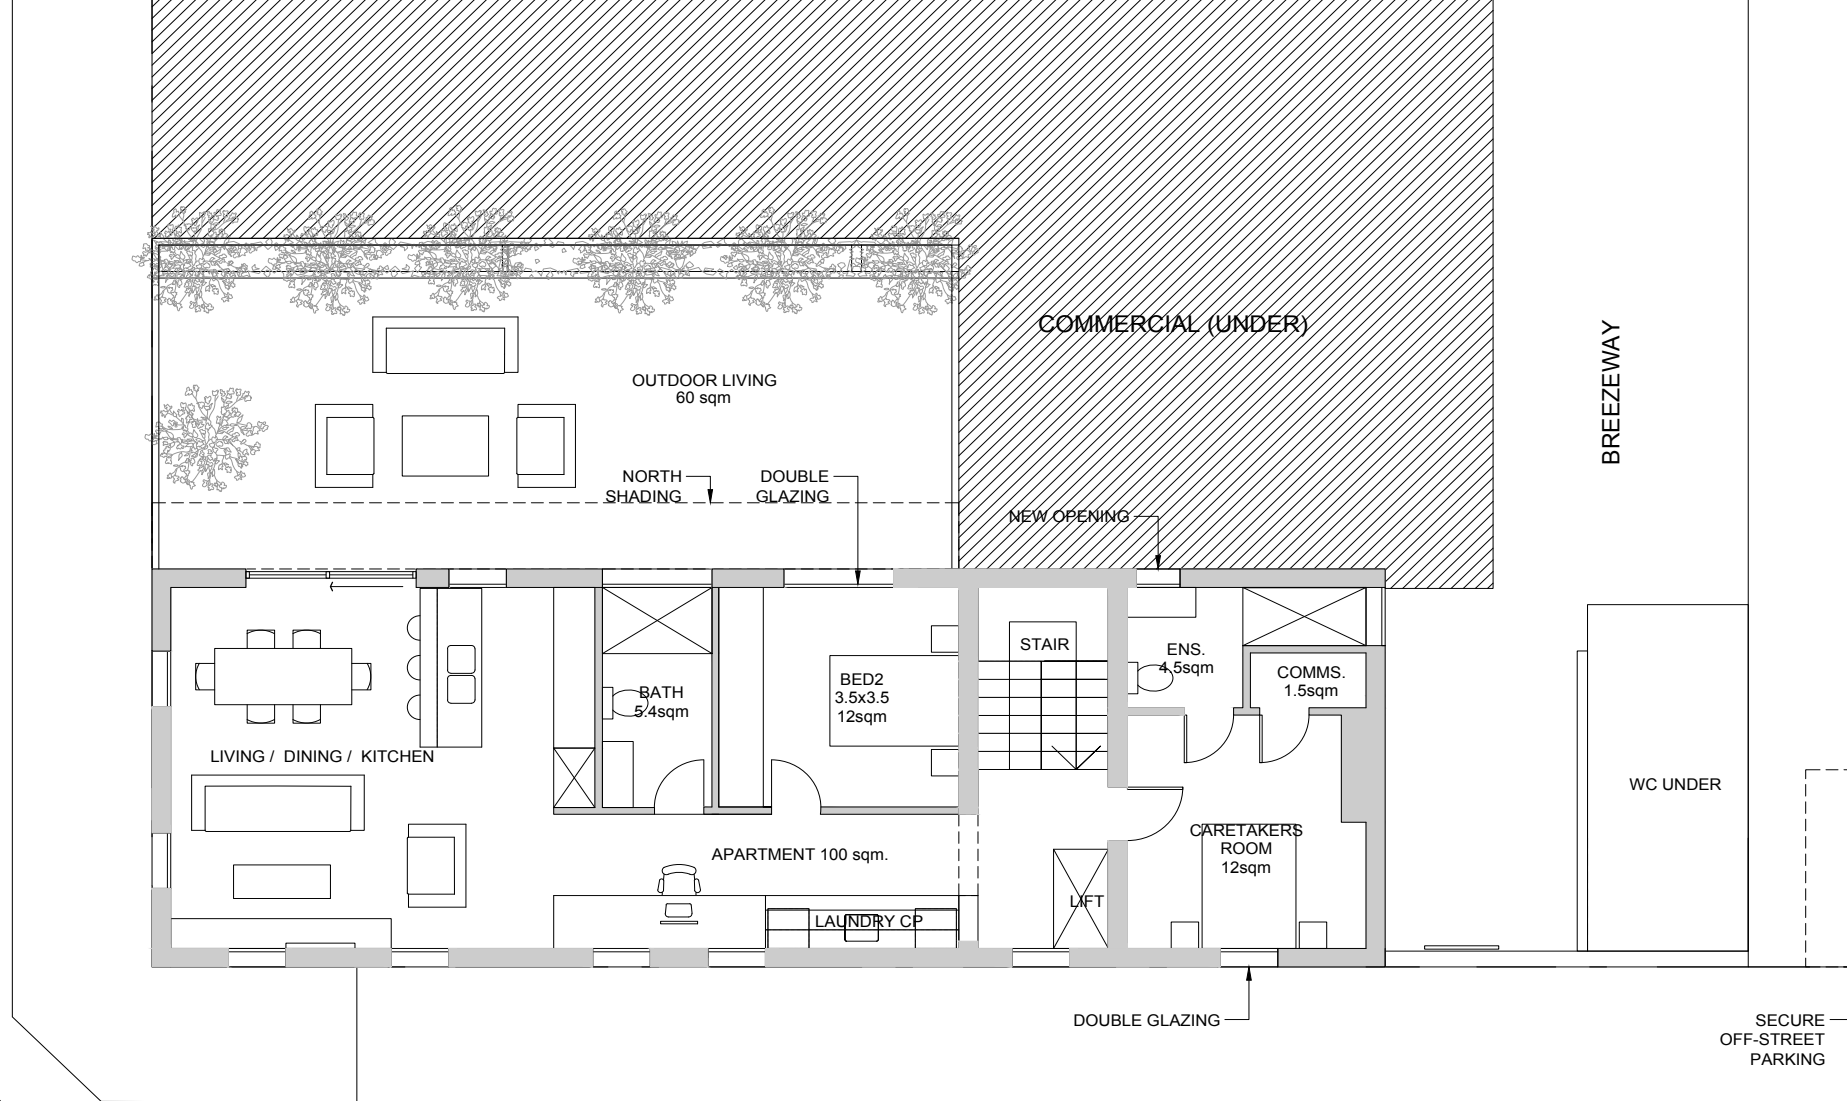 COMMERCIAL (UNDER)
BREEZEWAY
OUTDOOR LIVING
60 sqm
NORTH
SHADING
DOUBLE
GLAZING
NEW OPENING
STAIR
ENS.
4.5sqm
COMMS.
1.5sqm
BATH
5.4sqm
BED2
3.5x3.5
12sqm
LIVING / DINING / KITCHEN
WC UNDER
CARETAKERS
ROOM
12sqm
APARTMENT 100 sqm.
LIFT
LAUNDRY CP
DOUBLE GLAZING
SECURE
OFF-STREET
PARKING